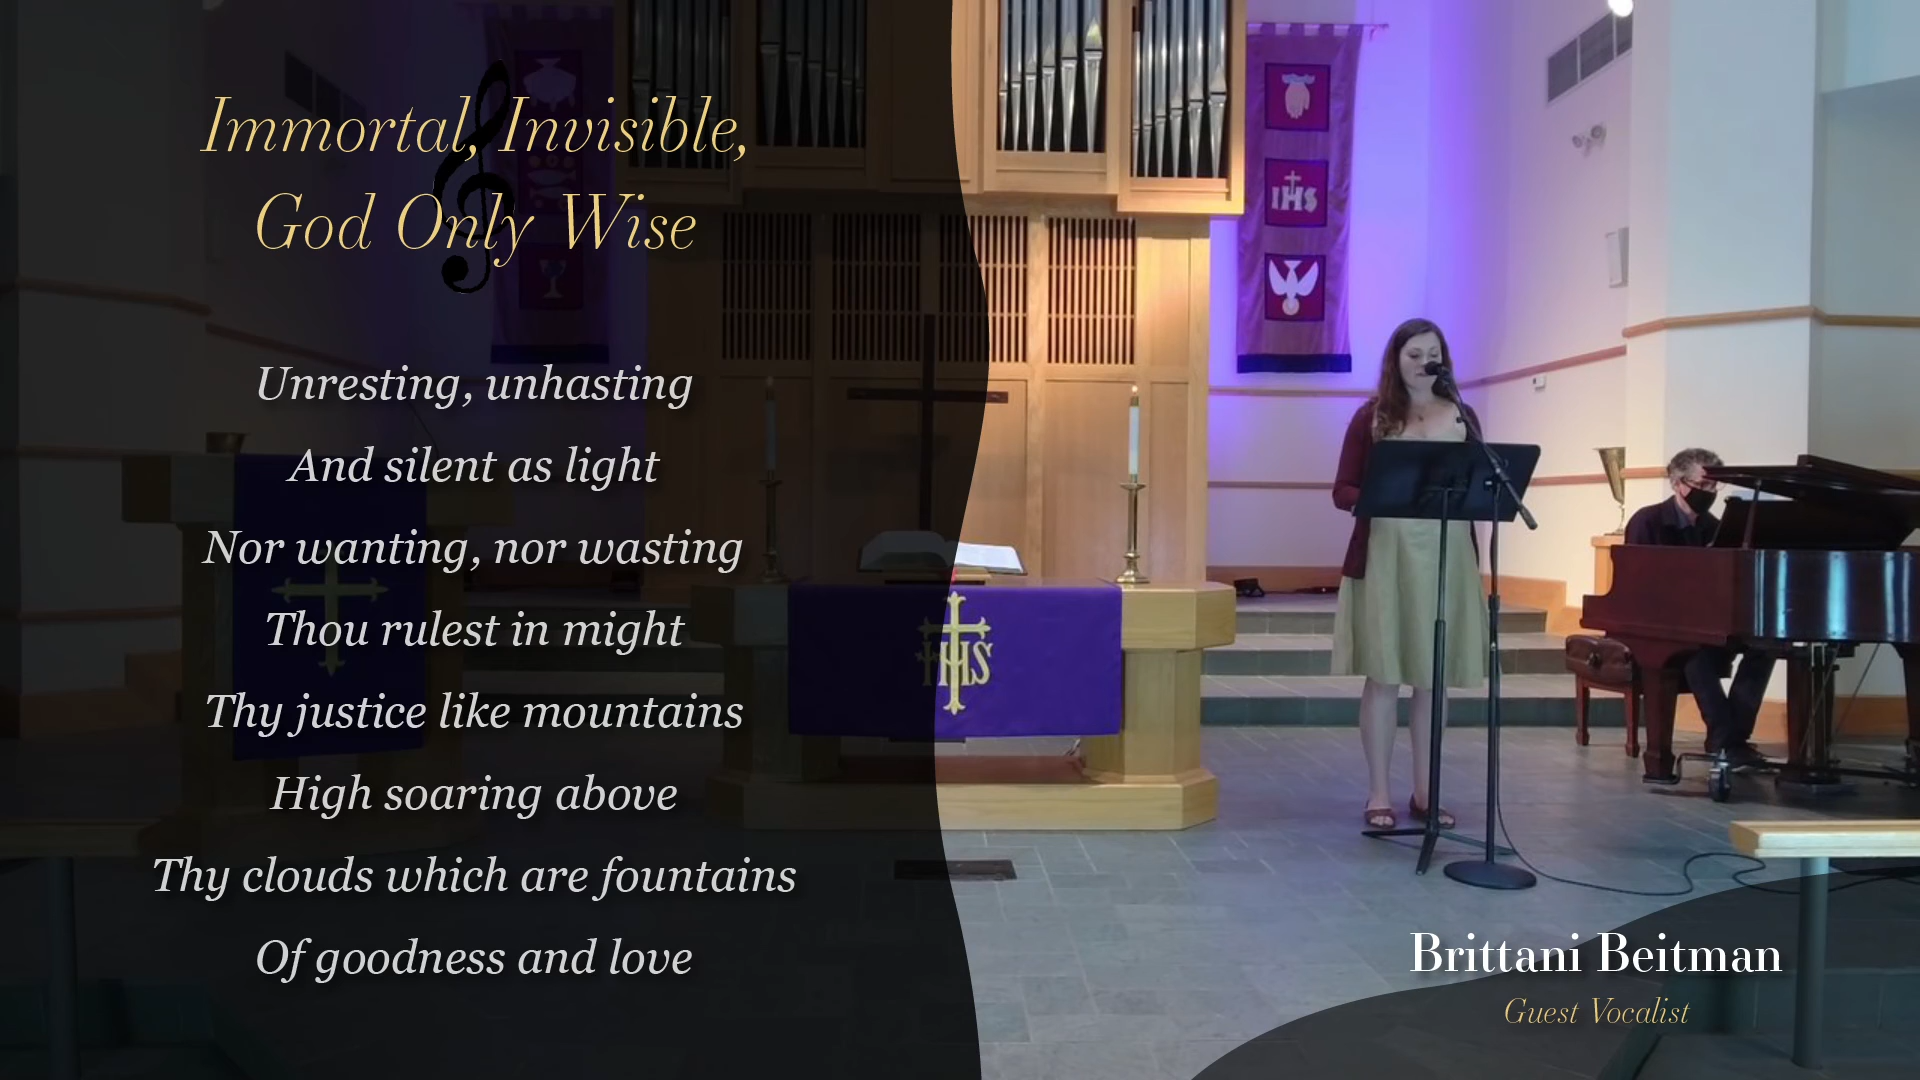 Immortal, Invisible,
God Only Wise
Unresting, unhasting
And silent as light
Nor wanting, nor wasting
Thou rulest in might
Thy justice like mountains
High soaring above
Thy clouds which are fountains
Of goodness and love
IHS
IHS
Brittani Beitman
Guest Vocalist